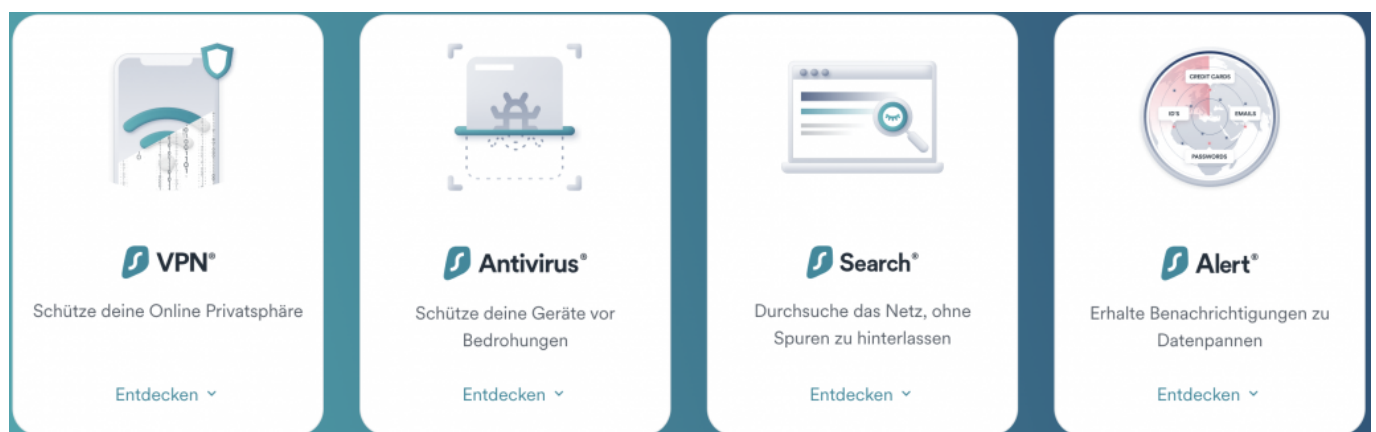 VPN®
Schütze deine Online Privatsphäre
Entdecken
Antivirus®
Schütze deine Geräte vor
Bedrohungen
Entdecken
Search®
Durchsuche das Netz, ohne
Spuren zu hinterlassen
Entdecken
CREDIT CARDS
ID'S
EMAILS
PASSWORDS
Alert®
Erhalte Benachrichtigungen zu
Datenpannen
Entdecken